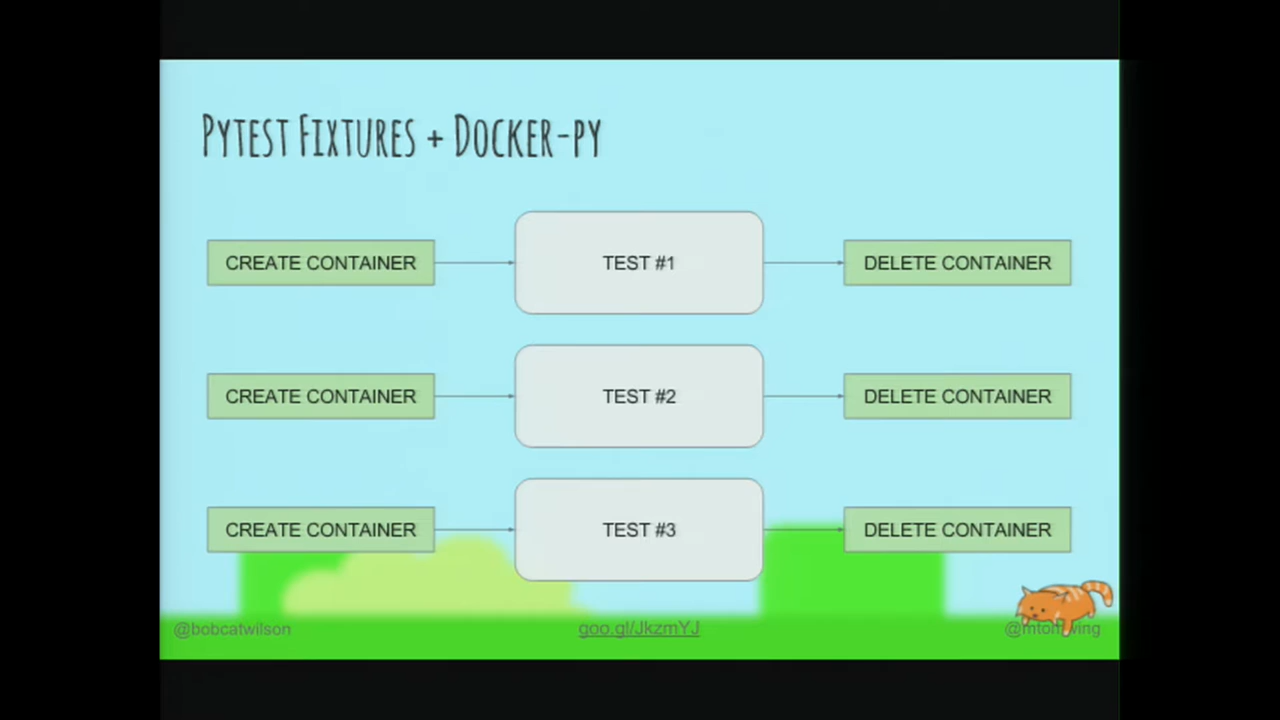 PYTEST FIXTURES + DOCKER-PY
CREATE CONTAINER
TEST #1
DELETE CONTAINER
CREATE CONTAINER
TEST #2
DELETE CONTAINER
CREATE CONTAINER
TEST #3
DELETE CONTAINER
@bobcatwilson
goo.gl/JkzmYJ